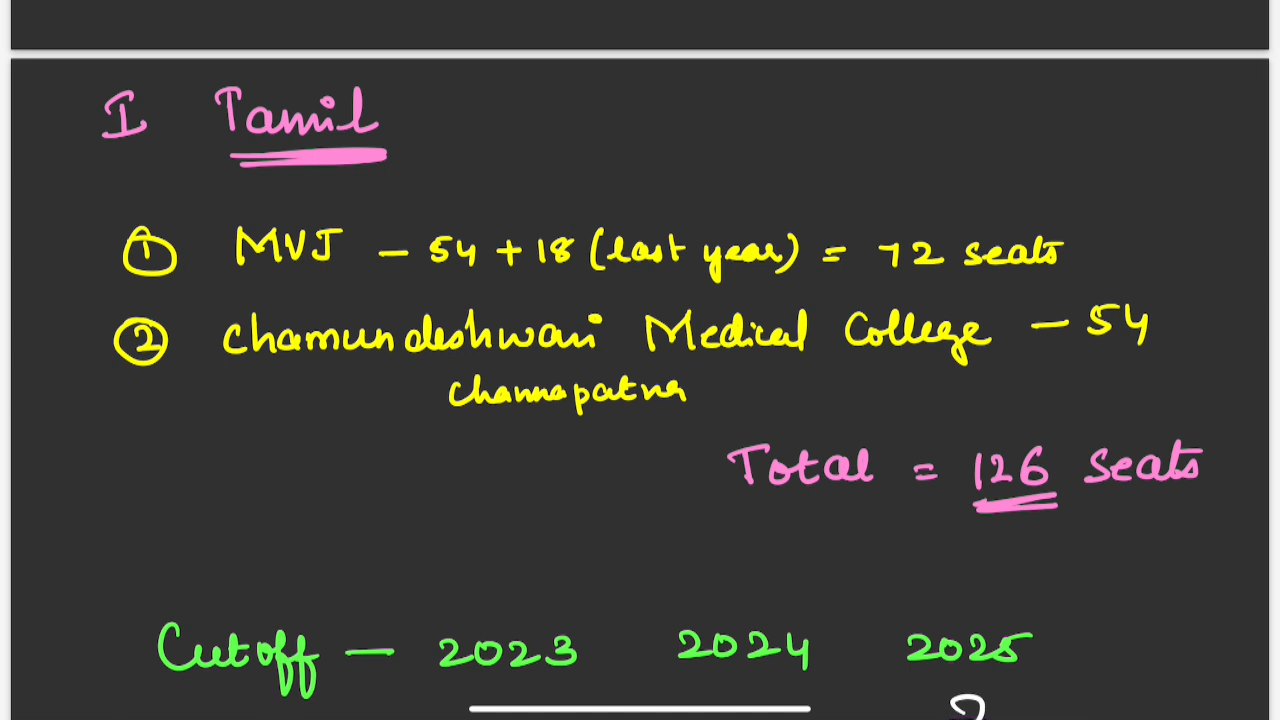 I Tamil
① MVJ - 54 + 18 (last year) = 72 seats
② Chamundeshwari Medical College - 54
Channapatna
Total = 126 seats
Cutoff - 2023 2024 2025
?